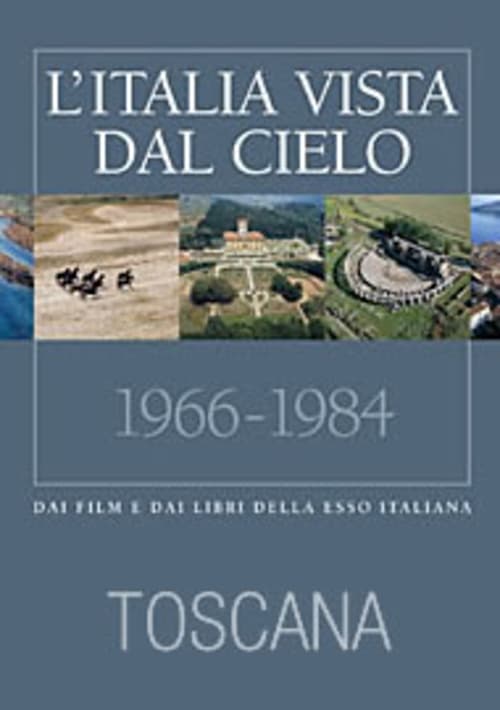 L'ITALIA VISTA
DAL CIELO
1966-1984
DAI FILM E DAI LIBRI DELLA ESSO ITALIANA
TOSCANA